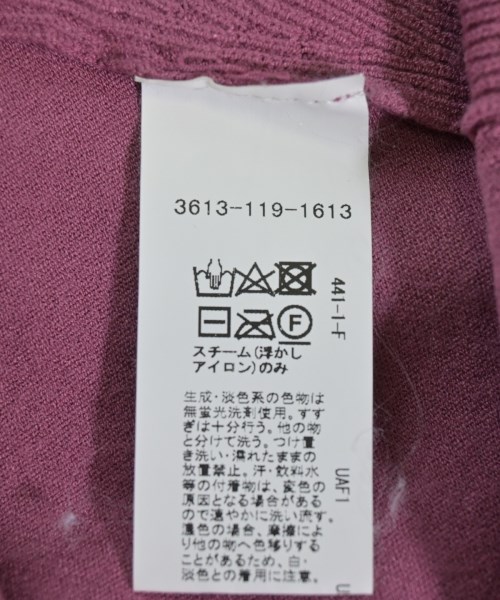 3613-119-1613
F
441-1-F
スチーム(浮かし
アイロン)のみ
生成・淡色系の色物は
無蛍光洗剤使用。すす
ぎは十分行う。他の物
と分けて洗う。つけ置
き洗い・濡れたままの
放置禁止。汗・飲料水
等の付着物は、変色の
原因となる場合がある
ので速やかに洗い流す。
濃色の場合、摩擦によ
り他の物へ色移りする
ことがあるため、白・
淡色との着用に注意。
UAF1
U